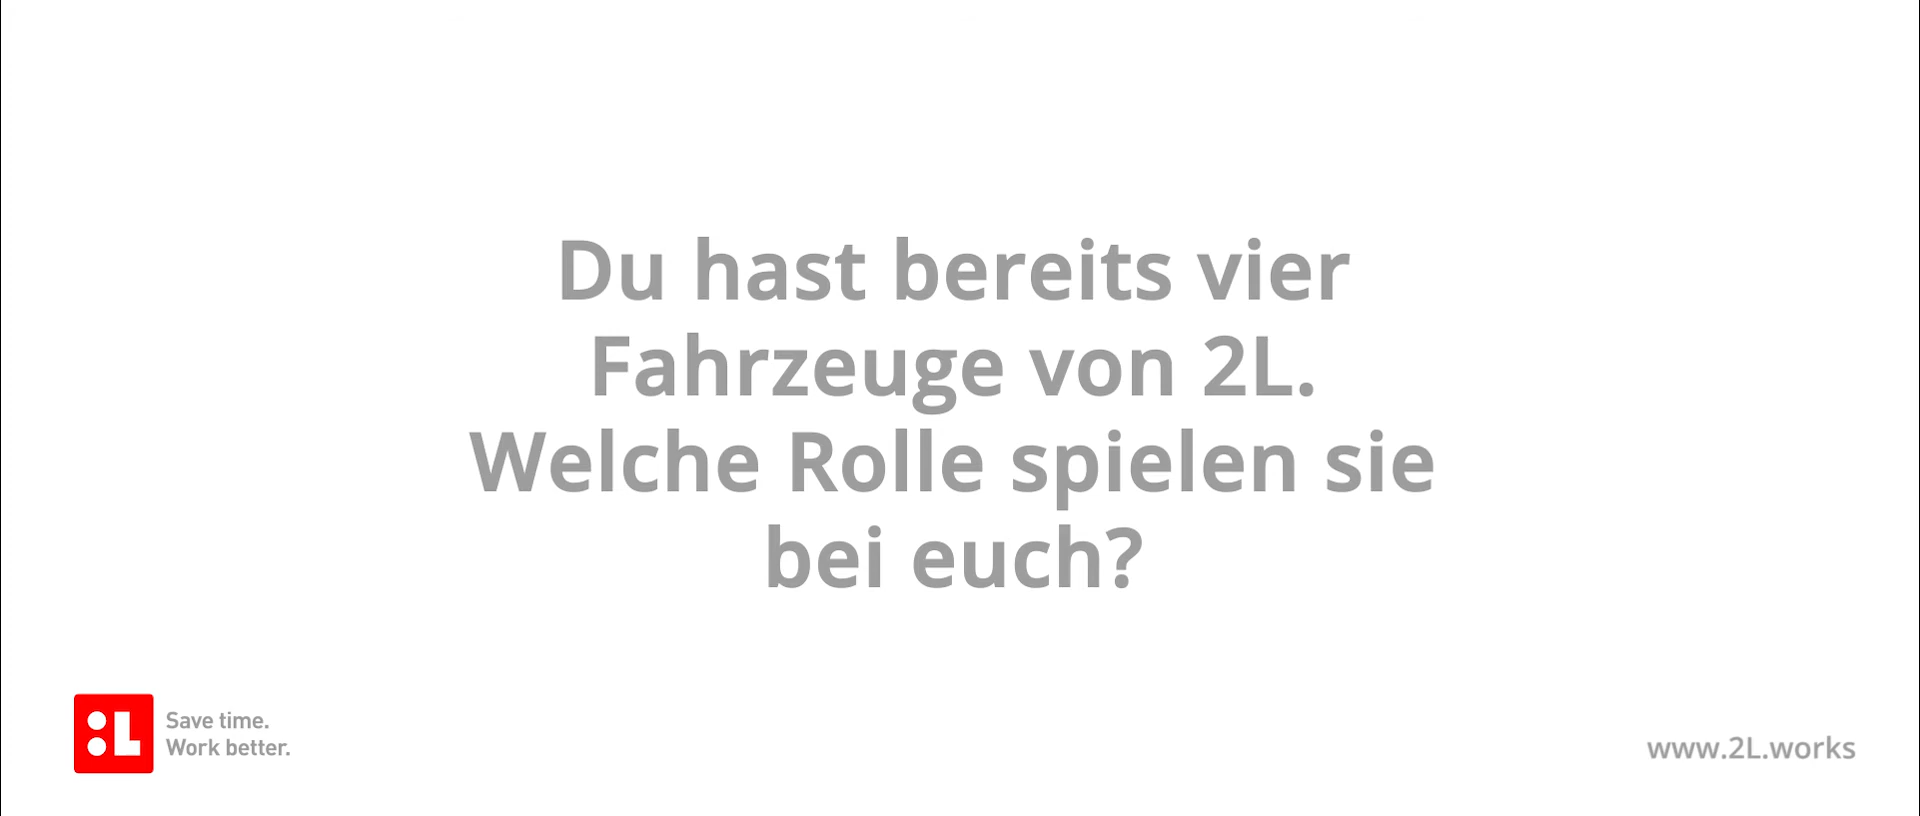 Du hast bereits vier
Fahrzeuge von 2L.
Welche Rolle spielen sie
bei euch?
:L
Save time.
Work better.
www.2L.works